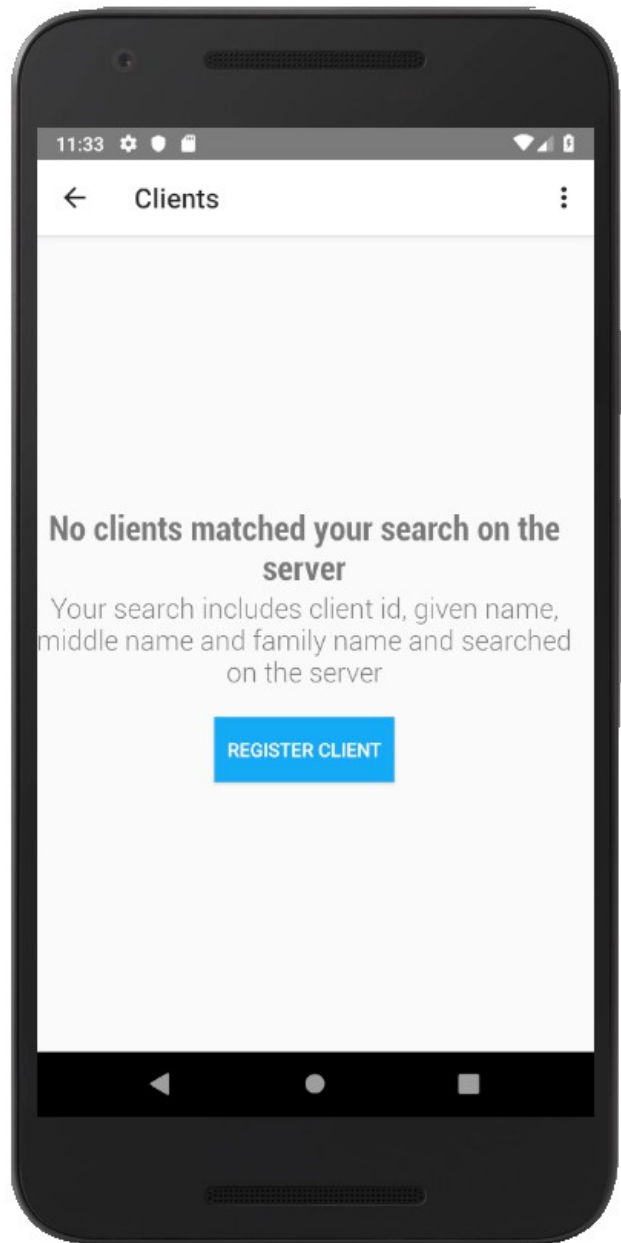 11:33
Clients
No clients matched your search on the
server
Your search includes client id, given name,
middle name and family name and searched
on the server
REGISTER CLIENT